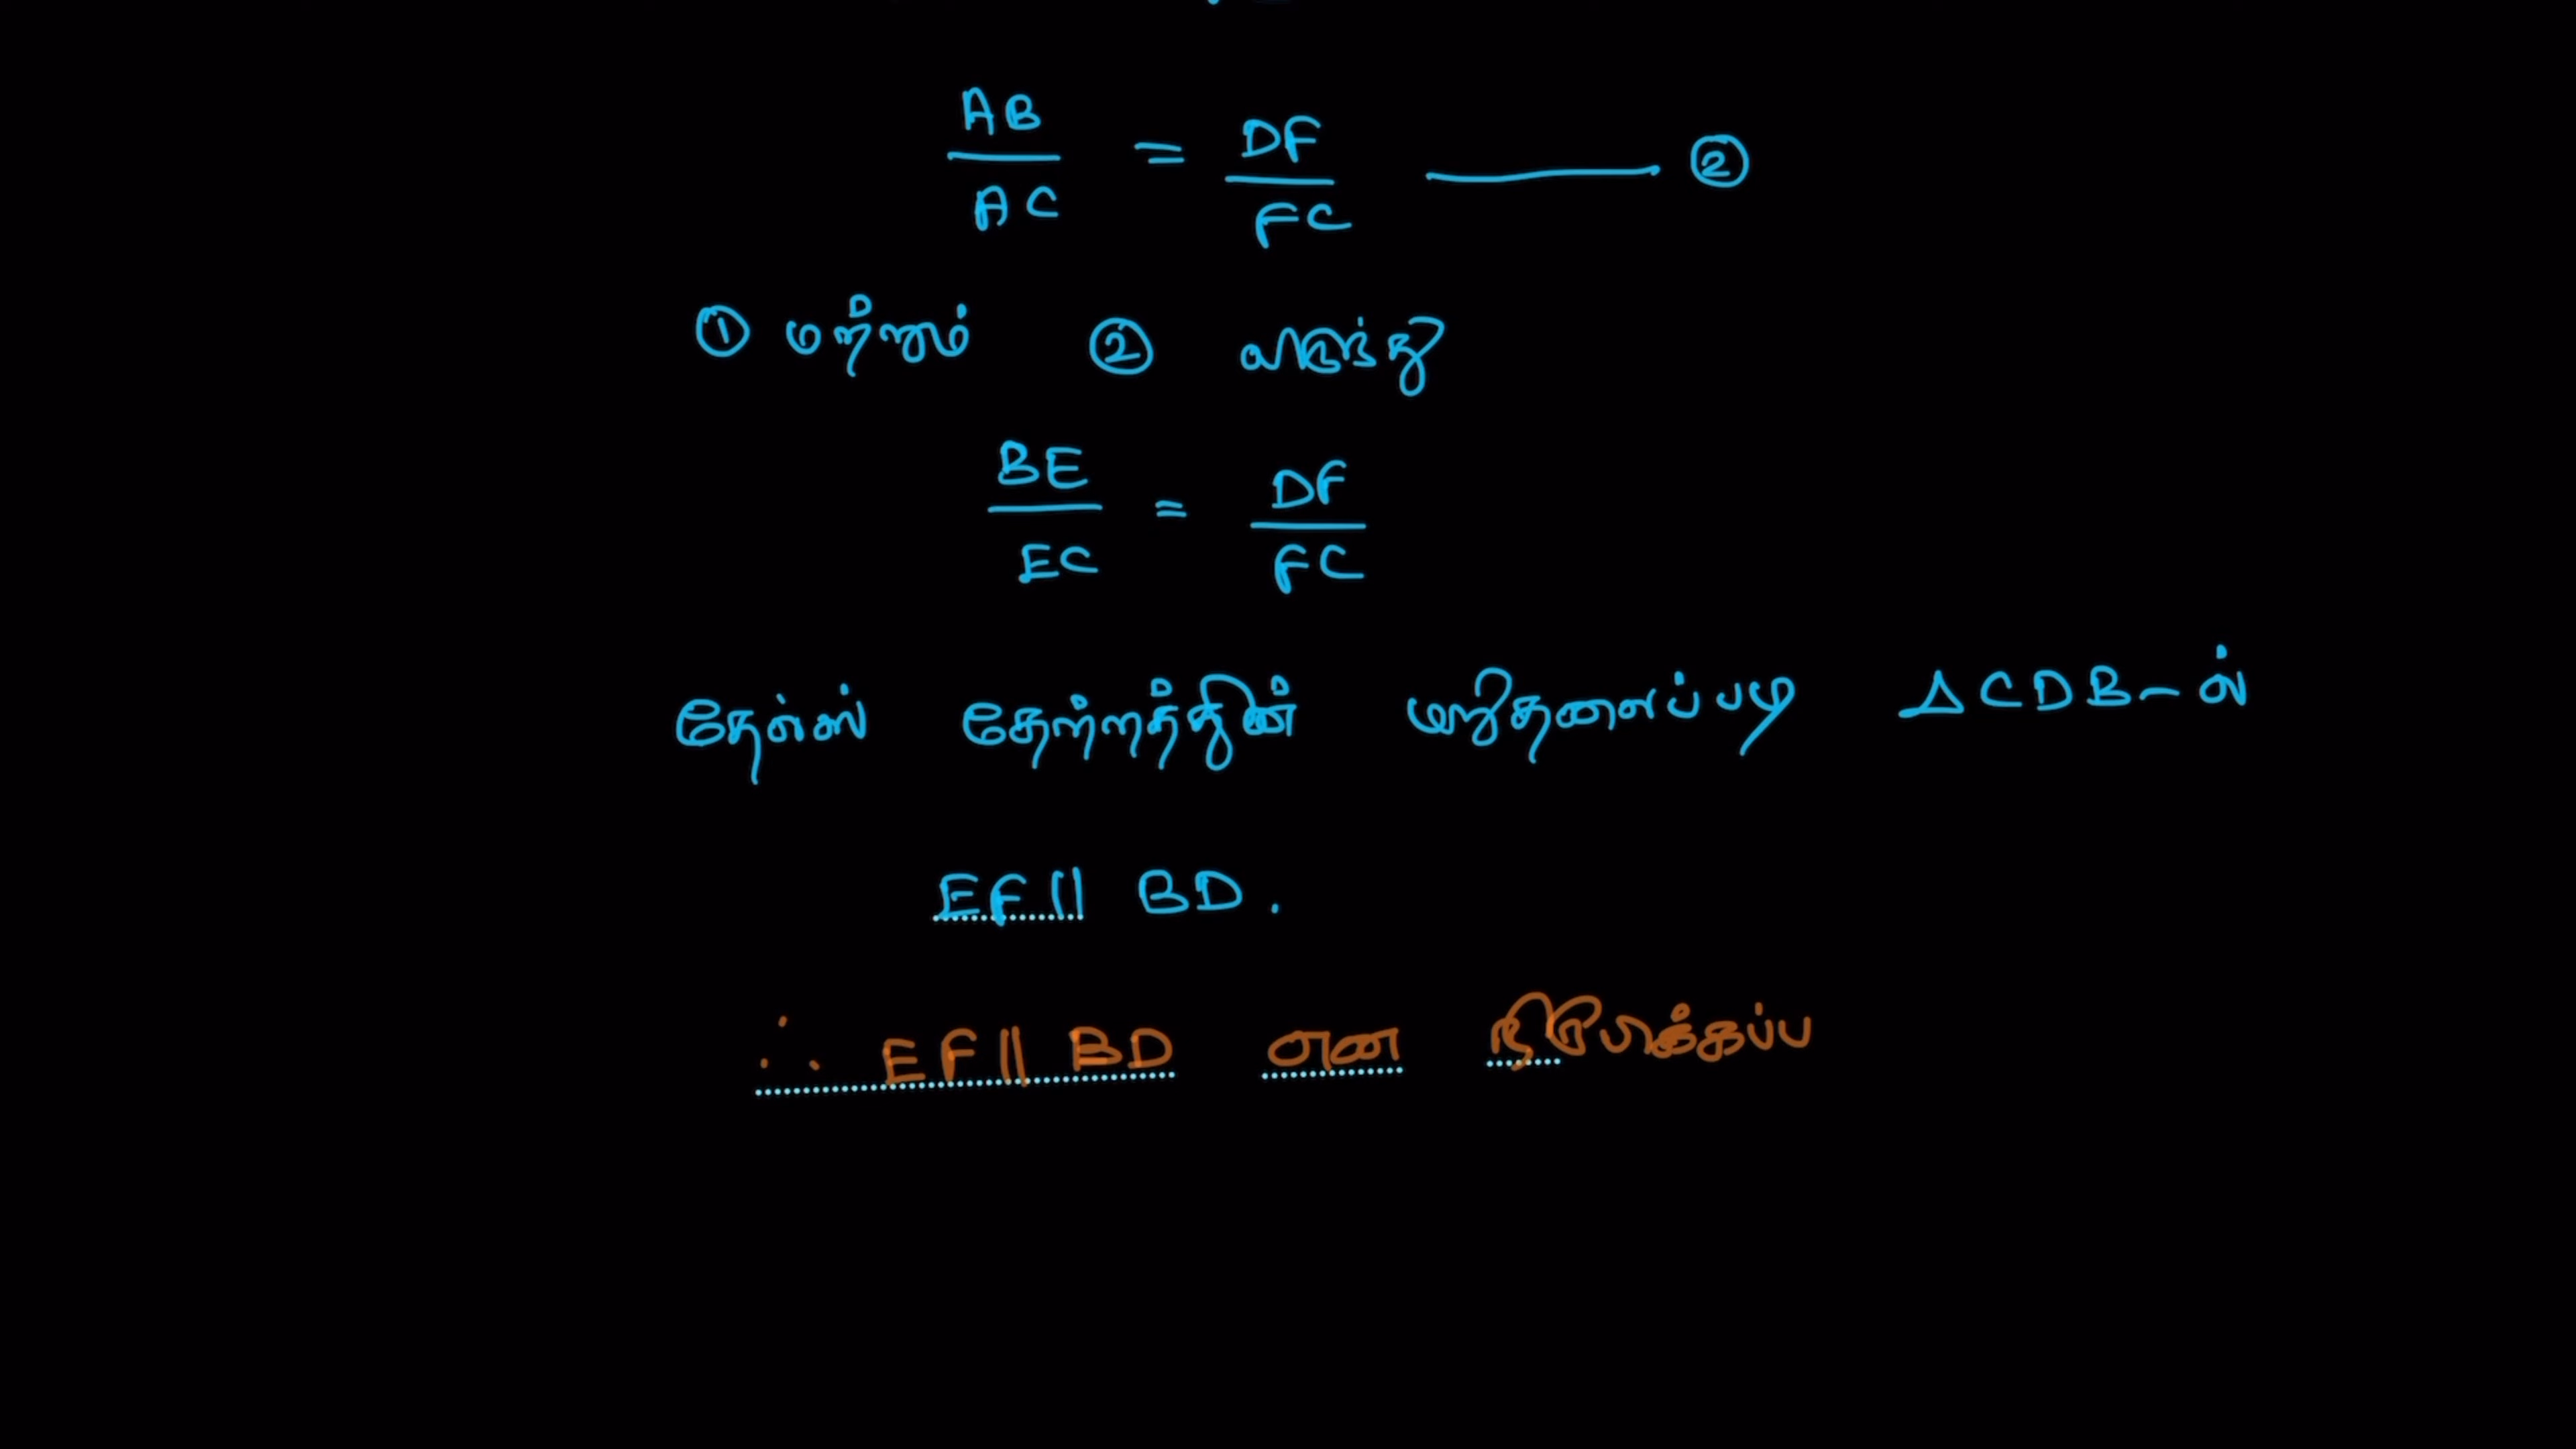 AB/AC = DF/FC ——— ②
① மற்றும் ② லிருந்து
BE/EC = DF/FC
தேல்ஸ் தேற்றத்தின் மறுதலைப்படி ΔCDB-ல்
EF || BD.
∴ EF || BD என நிரூபிக்கப்ப